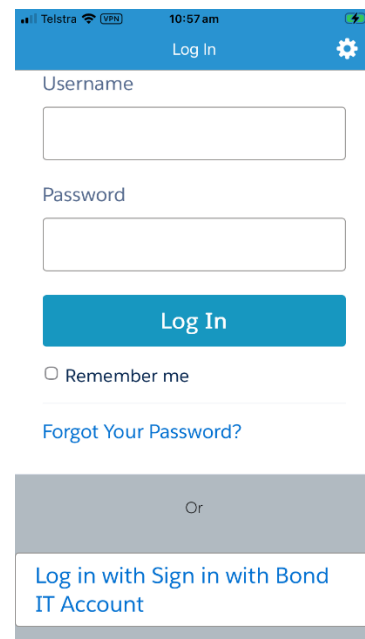 Telstra VPN 10:57 am
Log In
Username
Password
Log In
Remember me
Forgot Your Password?
Or
Log in with Sign in with Bond
IT Account